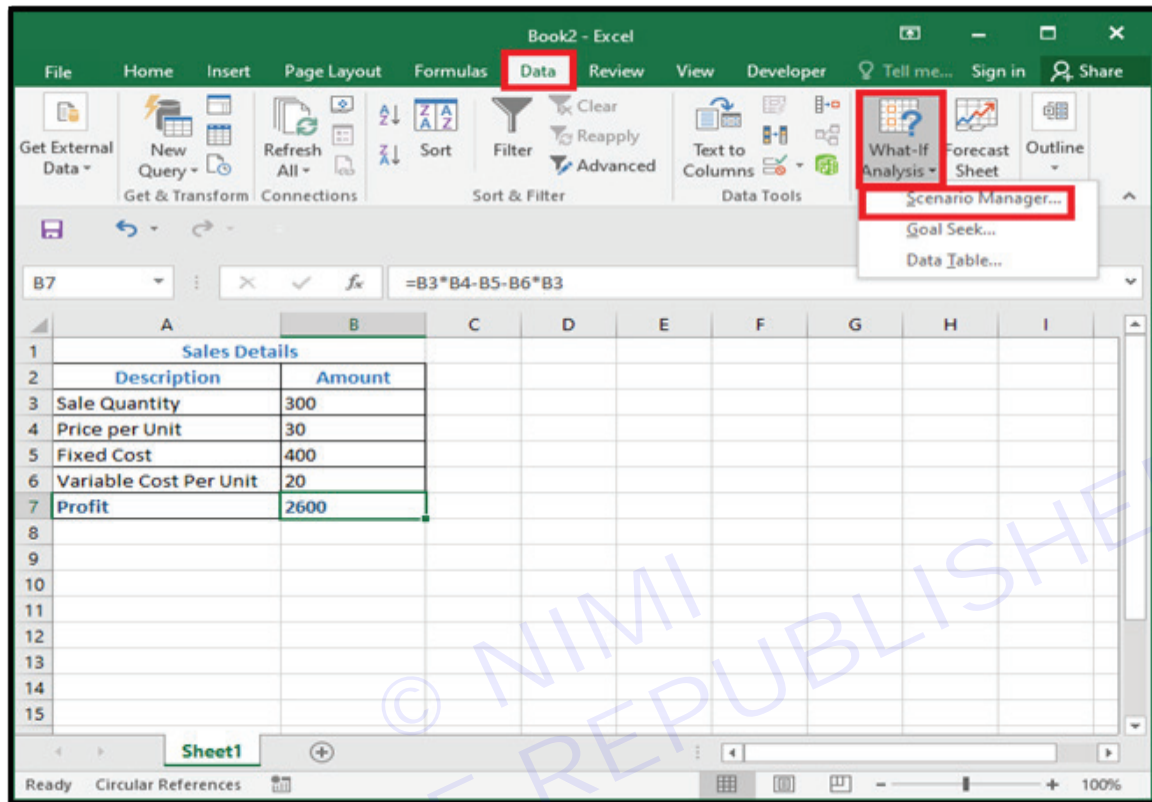 Book2 - Excel
File Home Insert Page Layout Formulas Data Review View Developer Tell me... Sign in Share
Get External Data
New Query
Refresh All
Sort
Filter
Clear
Reapply
Advanced
Text to Columns
What-If Analysis
Forecast Sheet
Outline
Get & Transform Connections Sort & Filter Data Tools
Scenario Manager...
Goal Seek...
Data Table...
B7 fx =B3*B4-B5-B6*B3
A B C D E F G H I
1 Sales Details
2 Description Amount
3 Sale Quantity 300
4 Price per Unit 30
5 Fixed Cost 400
6 Variable Cost Per Unit 20
7 Profit 2600
8
9
10
11
12
13
14
15
© NIMI
REPUBLISHE
Sheet1
Ready Circular References 100%